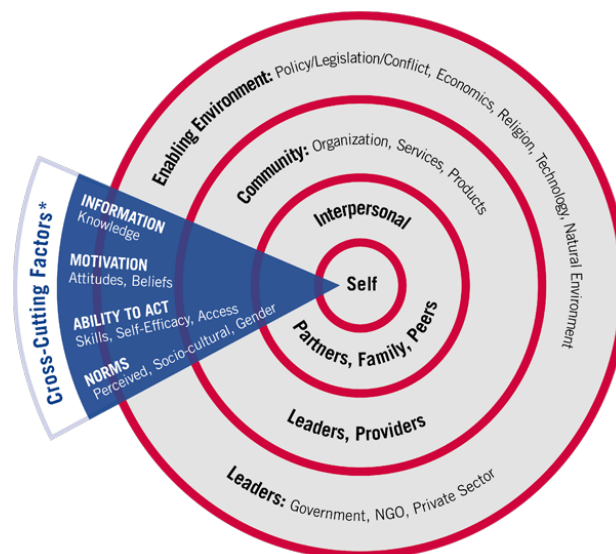 Enabling Environment: Policy/Legislation/Conflict, Economics, Religion, Technology, Natural Environment
Community: Organization, Services, Products
Interpersonal
Self
Partners, Family, Peers
Leaders, Providers
Leaders: Government, NGO, Private Sector
Cross-Cutting Factors*
INFORMATION
Knowledge
MOTIVATION
Attitudes, Beliefs
ABILITY TO ACT
Skills, Self-Efficacy, Access
NORMS
Perceived, Socio-cultural, Gender